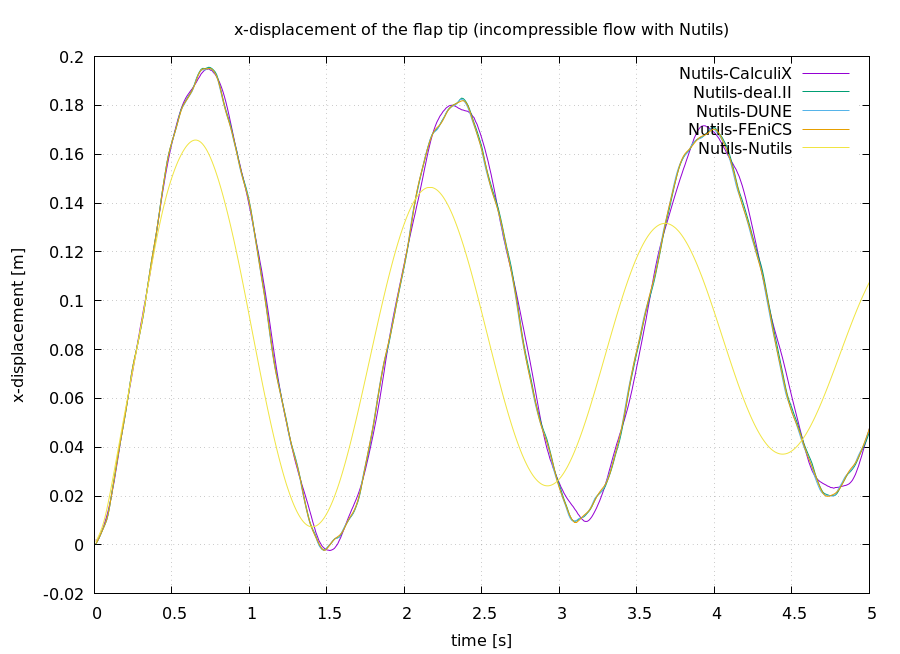 x-displacement of the flap tip (incompressible flow with Nutils)
Nutils-CalculiX
Nutils-deal.II
Nutils-DUNE
Nutils-FEniCS
Nutils-Nutils
x-displacement [m]
0.2
0.18
0.16
0.14
0.12
0.1
0.08
0.06
0.04
0.02
0
-0.02
0 0.5 1 1.5 2 2.5 3 3.5 4 4.5 5
time [s]